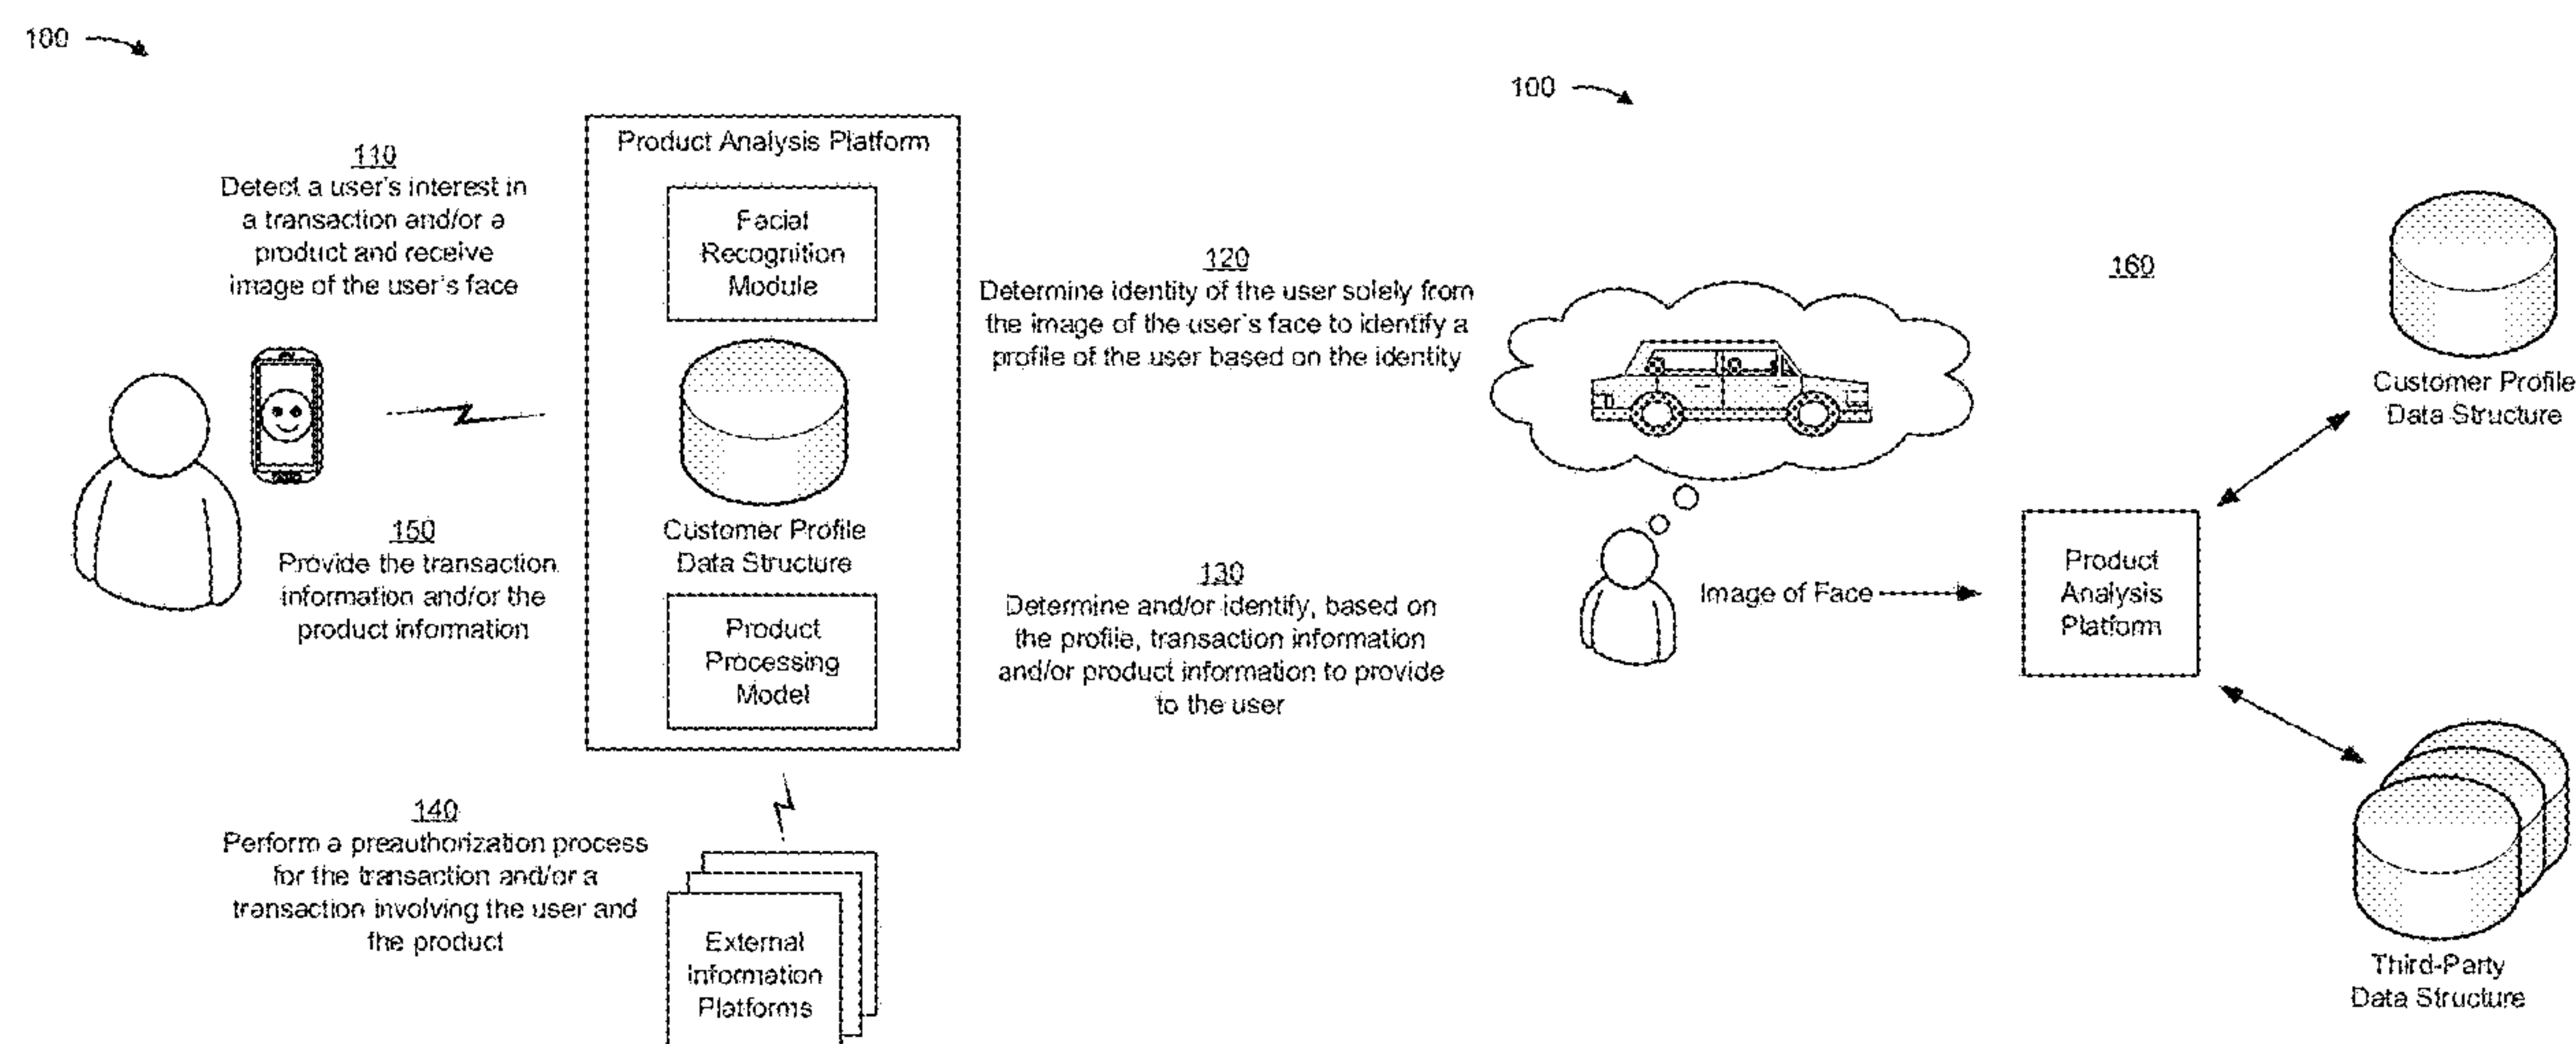 100
110
Detect a user's interest in
a transaction and/or a
product and receive
image of the user's face
150
Provide the transaction
information and/or the
product information
Product Analysis Platform
Facial
Recognition
Module
Customer Profile
Data Structure
Product
Processing
Model
120
Determine identity of the user solely from
the image of the user's face to identify a
profile of the user based on the identity
130
Determine and/or identify, based on
the profile, transaction information
and/or product information to provide
to the user
140
Perform a preauthorization process
for the transaction and/or a
transaction involving the user and
the product
External
Information
Platforms
100
160
Image of Face
Product
Analysis
Platform
Customer Profile
Data Structure
Third-Party
Data Structure